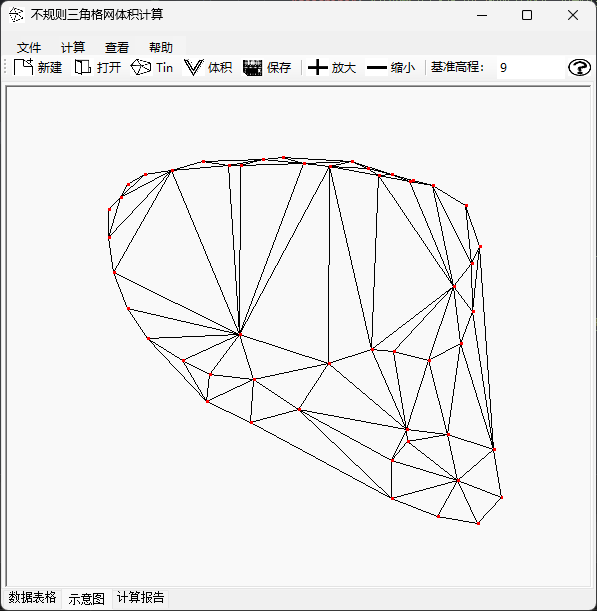 不规则三角格网体积计算
文件 计算 查看 帮助
新建 打开 Tin 体积 保存 放大 缩小 基准高程： 9
数据表格 示意图 计算报告